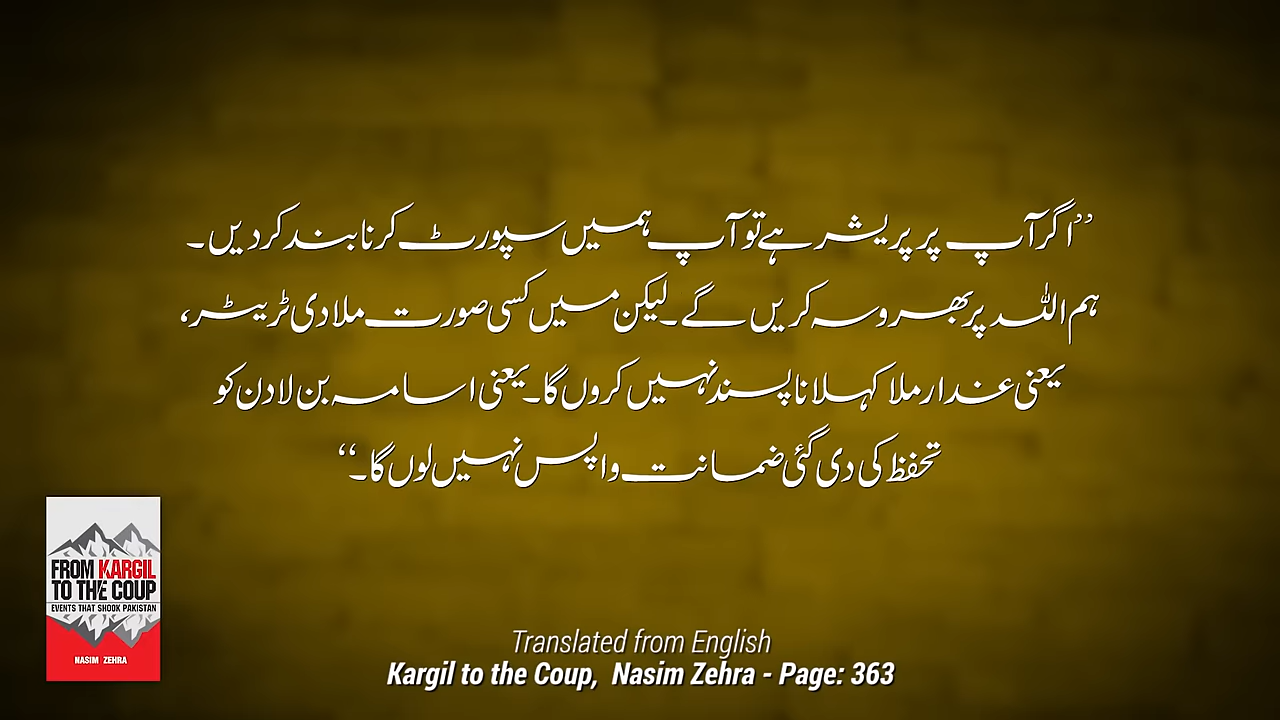 ”اگر آپ پر پریشر ہے تو آپ ہمیں سپورٹ کرنا بند کردیں۔
ہم اللہ پر بھروسہ کریں گے۔ لیکن میں کسی صورت ملا دی ٹریٹر،
یعنی غدار ملا کہلانا پسند نہیں کروں گا۔ یعنی اسامہ بن لادن کو
تحفظ کی دی گئی ضمانت واپس نہیں لوں گا۔“
FROM KARGIL
TO THE COUP
EVENTS THAT SHOOK PAKISTAN
NASIM ZEHRA
Translated from English
Kargil to the Coup, Nasim Zehra - Page: 363